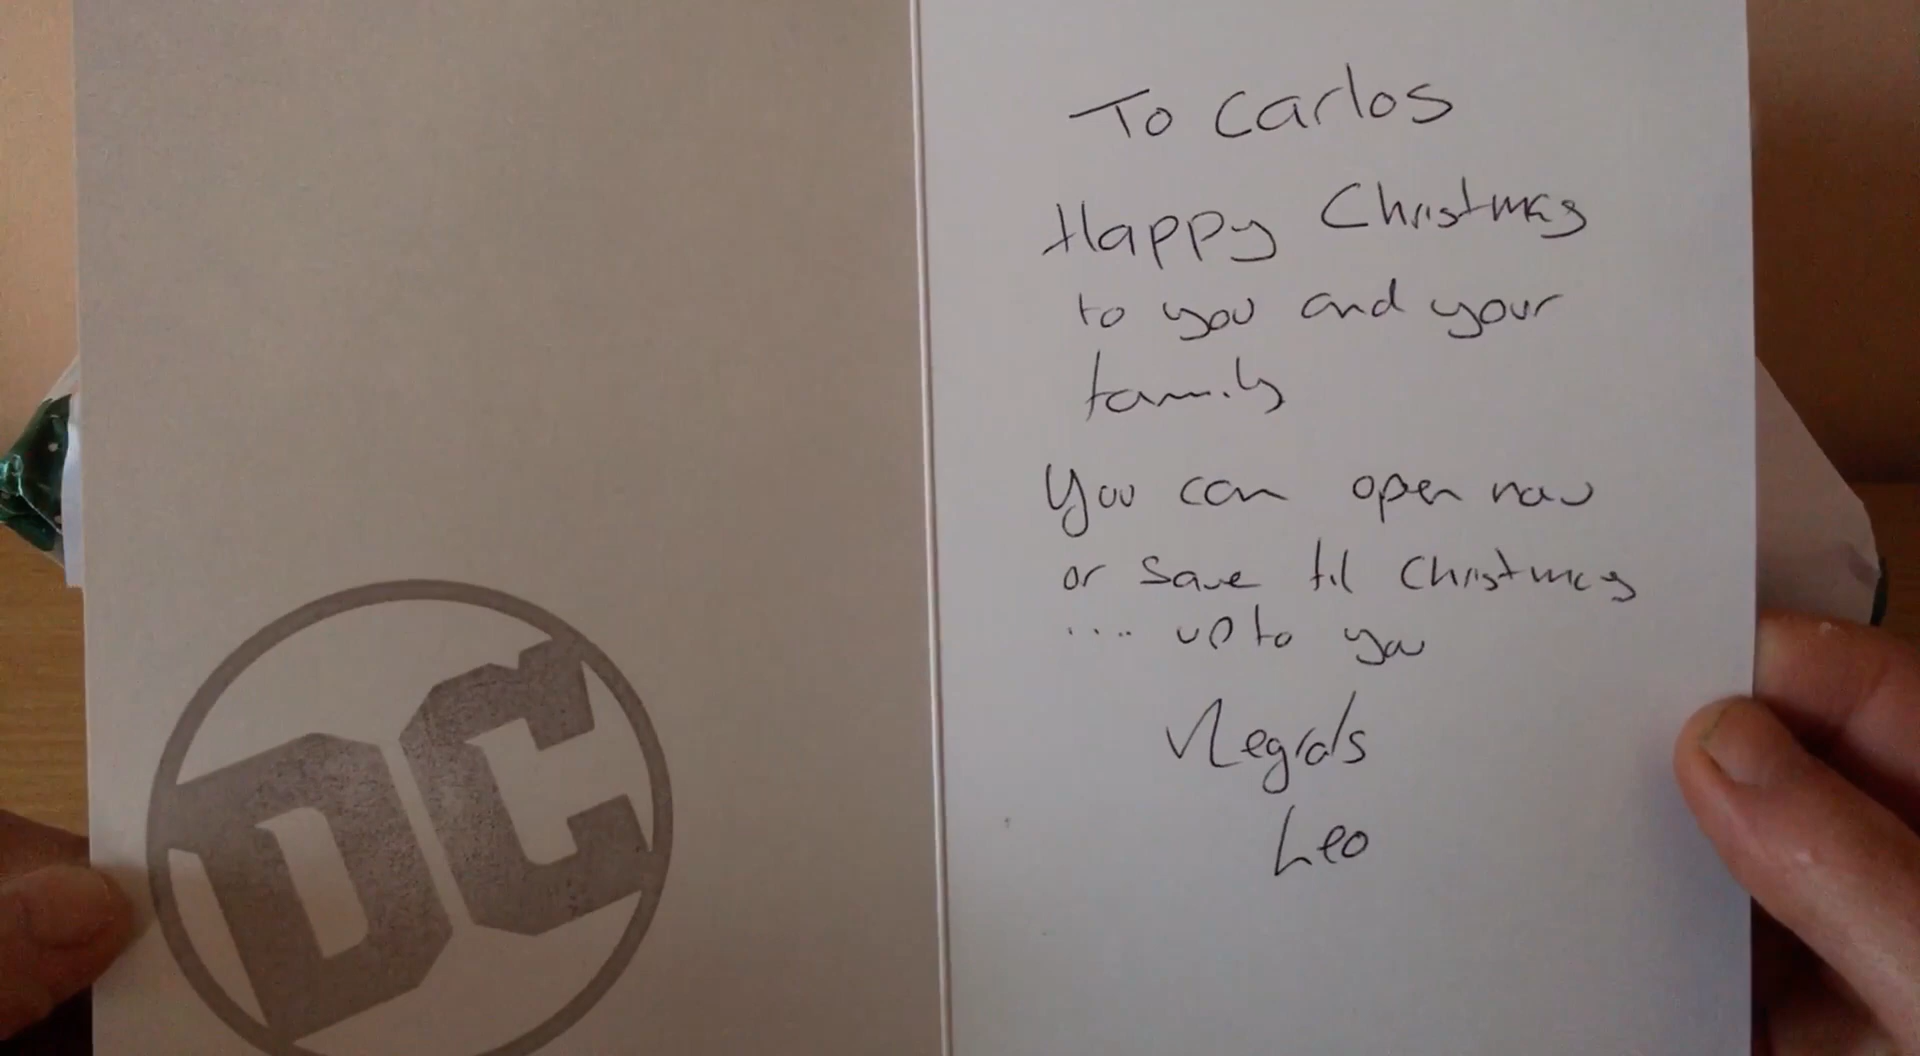 DC
To Carlos
Happy Christmas
to you and your
family
You can open now
or save til Christmas
.... up to you
Regards
Leo